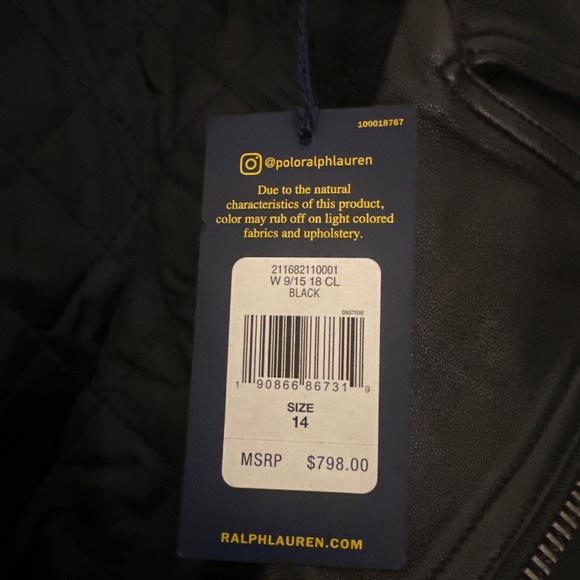 100018767
@poloralphlauren
Due to the natural
characteristics of this product,
color may rub off on light colored
fabrics and upholstery.
211682110001
W 9/15 18 CL
BLACK
DNS7000
1 90866 86731 9
SIZE
14
MSRP $798.00
RALPHLAUREN.COM